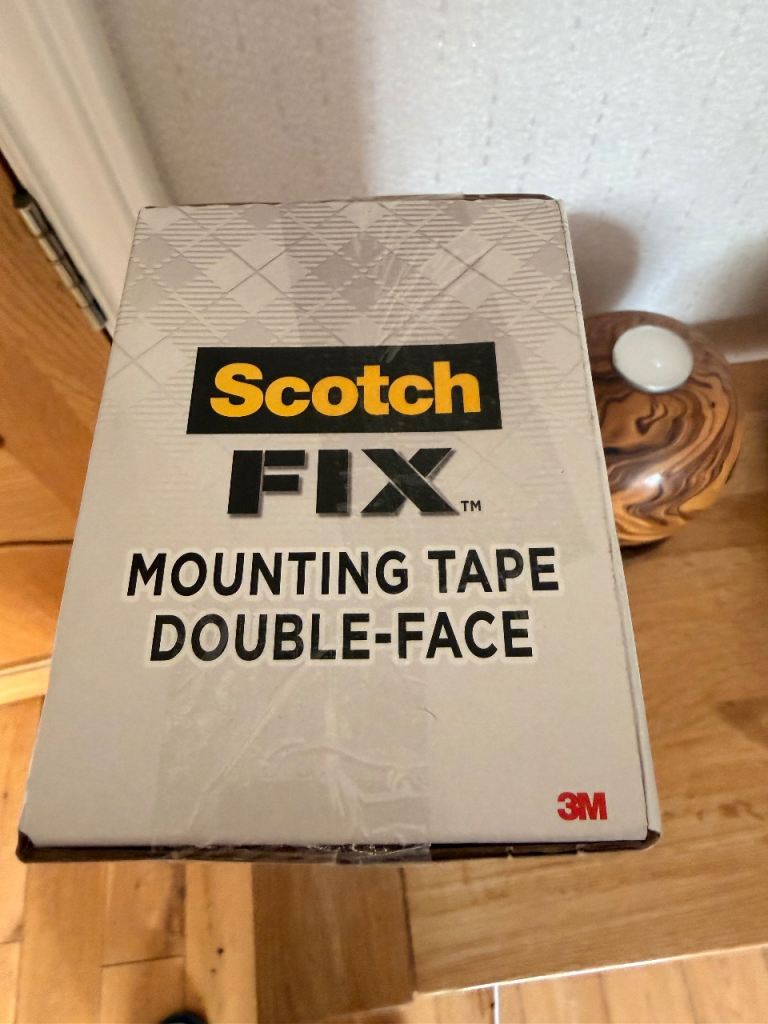 Scotch
FIX™
MOUNTING TAPE
DOUBLE-FACE
3M